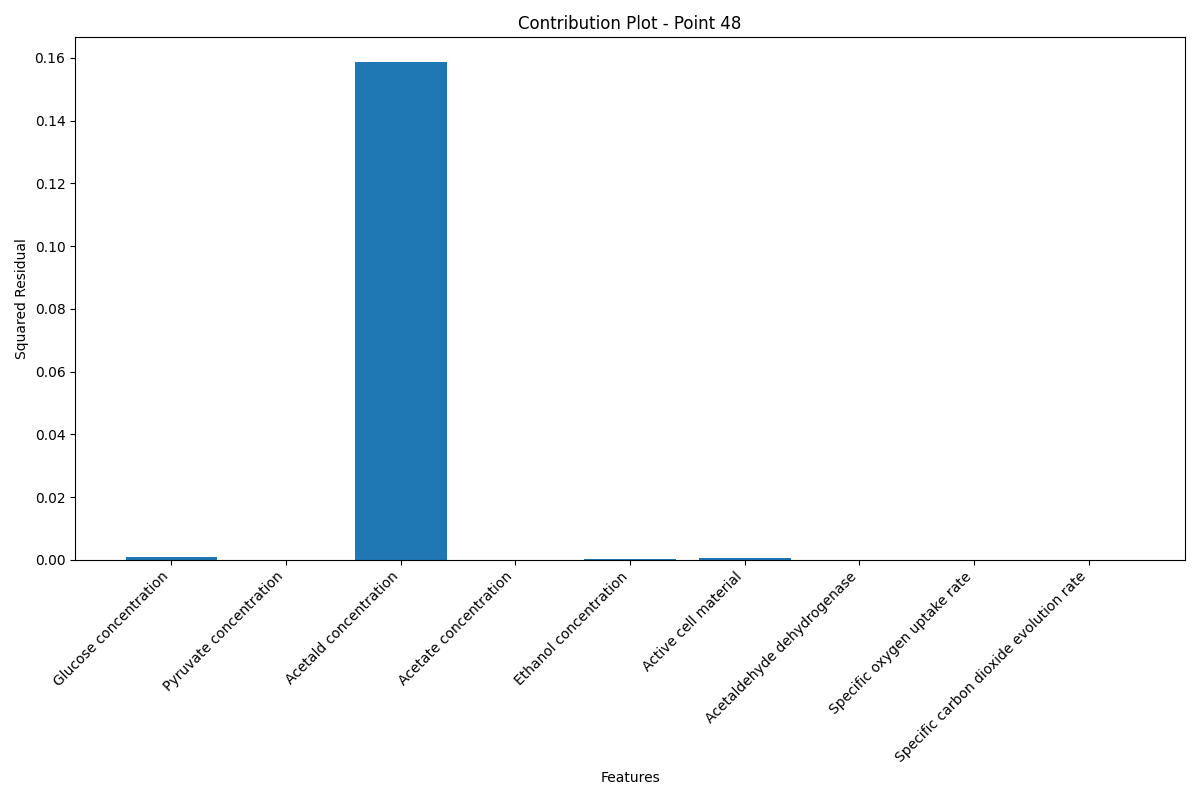 Contribution Plot - Point 48
0.16
0.14
0.12
0.10
0.08
0.06
0.04
0.02
0.00
Squared Residual
Glucose concentration
Pyruvate concentration
Acetald concentration
Acetate concentration
Ethanol concentration
Active cell material
Acetaldehyde dehydrogenase
Specific oxygen uptake rate
Specific carbon dioxide evolution rate
Features